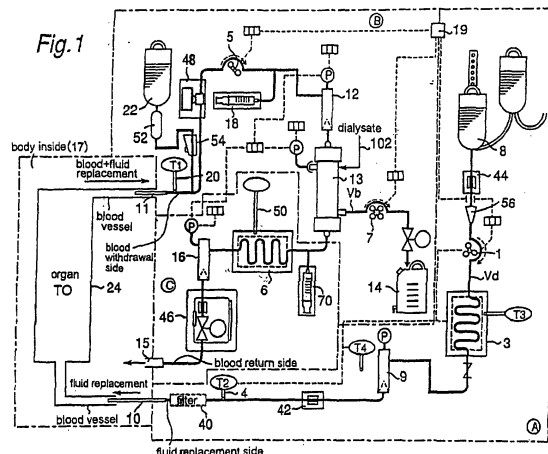 Fig.1
B
19
5
P
48
12
22
18
8
52
dialysate
102
body inside (17)
54
P
44
blood+fluid replacement
T1
13
20
50
Vb
56
11
P
7
1
blood vessel
blood withdrawal side
organ TO
24
16
6
70
14
Vd
C
46
T3
3
T4
P
15
blood return side
9
fluid replacement
T2
4
filter
42
blood vessel
10
40
fluid replacement side
A